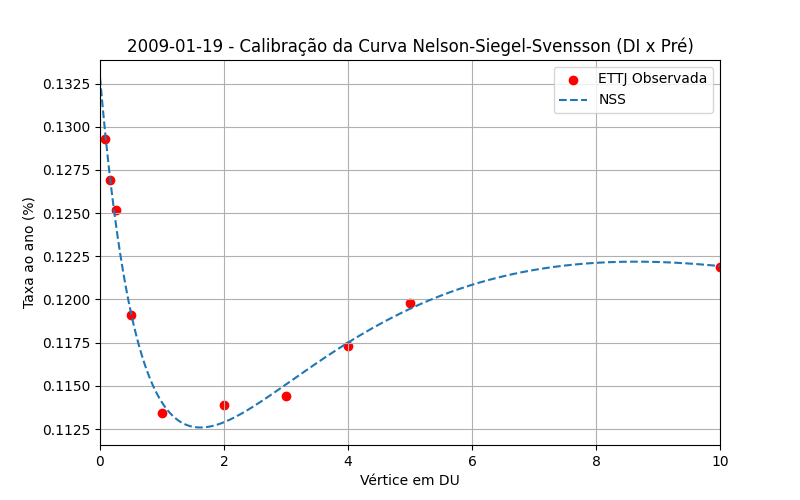 2009-01-19 - Calibração da Curva Nelson-Siegel-Svensson (DI x Pré)
ETTJ Observada
NSS
Taxa ao ano (%)
0.1325
0.1300
0.1275
0.1250
0.1225
0.1200
0.1175
0.1150
0.1125
0 2 4 6 8 10
Vértice em DU